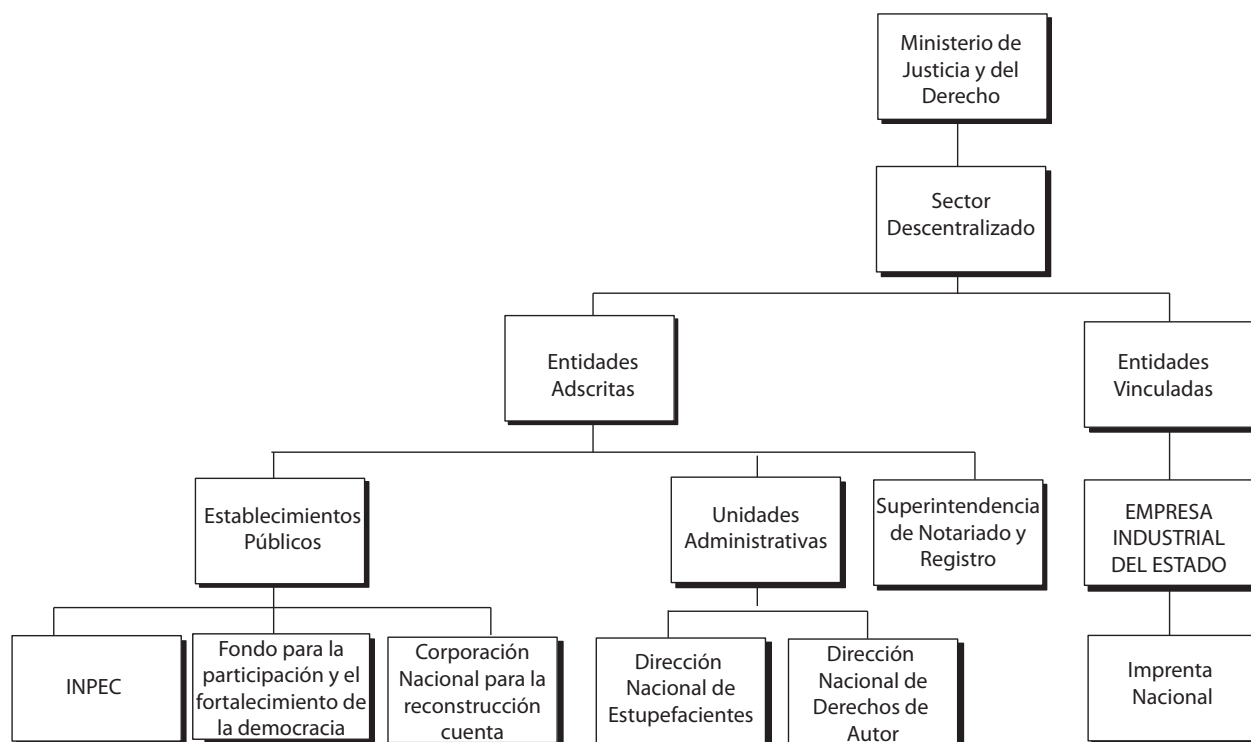 Ministerio de
Justicia y del
Derecho
Sector
Descentralizado
Entidades
Adscritas
Entidades
Vinculadas
Establecimientos
Públicos
Unidades
Administrativas
Superintendencia
de Notariado y
Registro
EMPRESA
INDUSTRIAL
DEL ESTADO
INPEC
Fondo para la
participación y el
fortalecimiento de
la democracia
Corporación
Nacional para la
reconstrucción
cuenta
Dirección
Nacional de
Estupefacientes
Dirección
Nacional de
Derechos de
Autor
Imprenta
Nacional